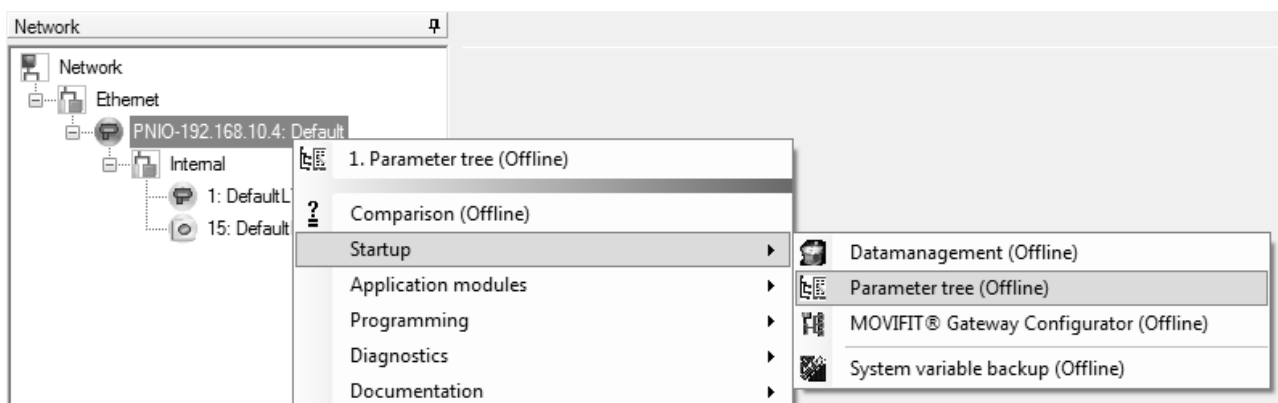 Network
Network
Ethernet
PNIO-192.168.10.4: Default
Internal
1: DefaultL
15: Default
1. Parameter tree (Offline)
Comparison (Offline)
Startup
Application modules
Programming
Diagnostics
Documentation
Datamanagement (Offline)
Parameter tree (Offline)
MOVIFIT® Gateway Configurator (Offline)
System variable backup (Offline)